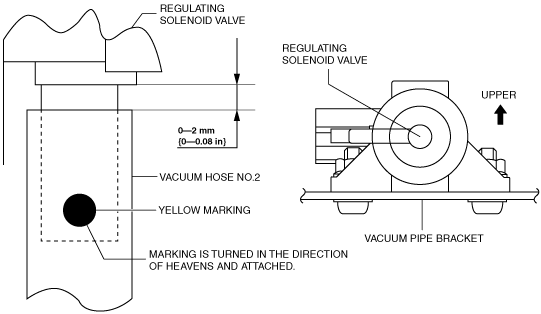 REGULATING
SOLENOID VALVE
0—2 mm
{0—0.08 in}
VACUUM HOSE NO.2
YELLOW MARKING
MARKING IS TURNED IN THE DIRECTION
OF HEAVENS AND ATTACHED.
REGULATING
SOLENOID VALVE
UPPER
VACUUM PIPE BRACKET